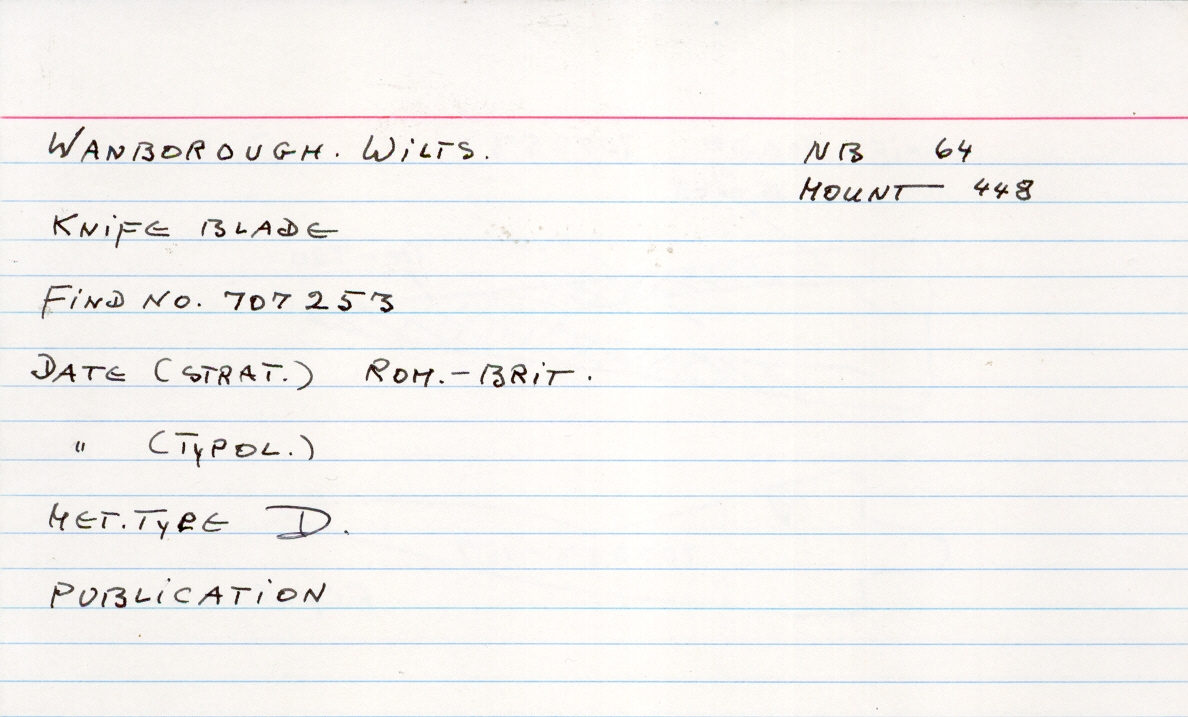 WANBOROUGH. WILTS.
NB 64
MOUNT 448
KNIFE BLADE
FIND NO. 707253
DATE (STRAT.) ROM.-BRIT.
" (TYPOL.)
MET. TYPE D.
PUBLICATION